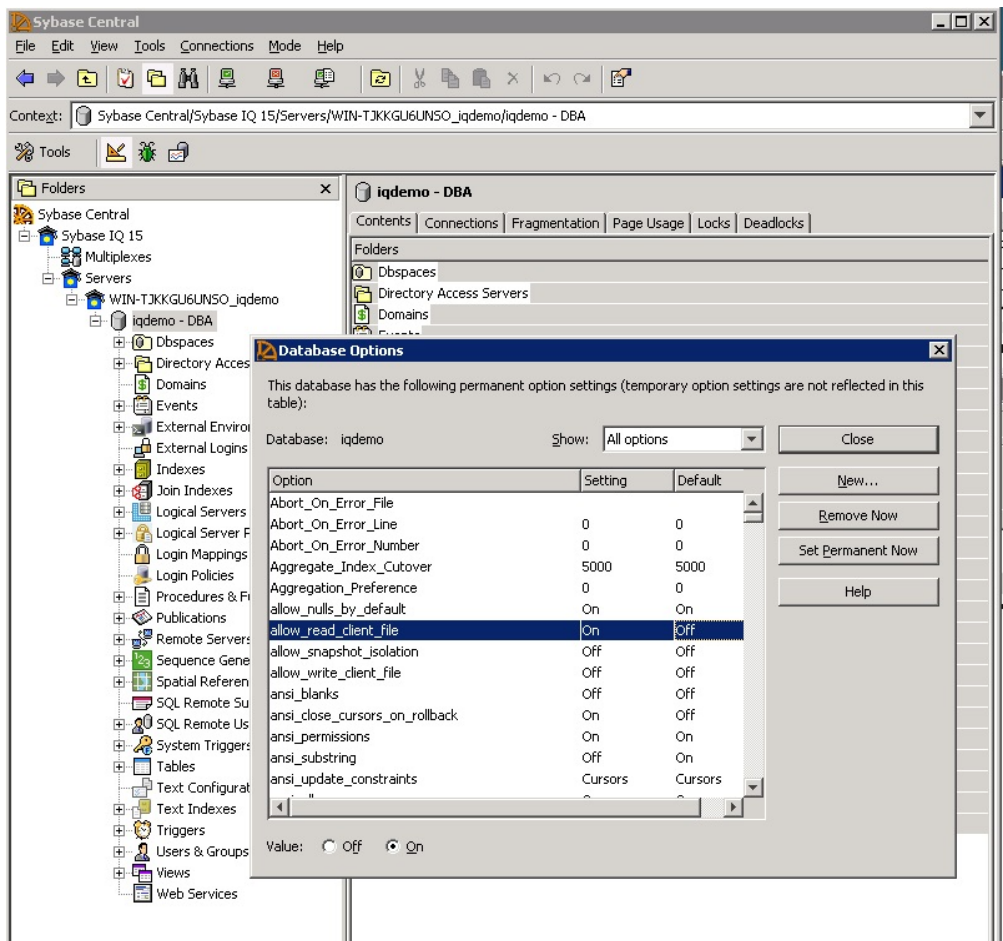 Sybase Central
File Edit View Tools Connections Mode Help
Context: Sybase Central/Sybase IQ 15/Servers/WIN-TJKKGU6UNSO_iqdemo/iqdemo - DBA
Tools
Folders
Sybase Central
Sybase IQ 15
Multiplexes
Servers
WIN-TJKKGU6UNSO_iqdemo
iqdemo - DBA
Dbspaces
Directory Acces
Domains
Events
External Enviro
External Logins
Indexes
Join Indexes
Logical Servers
Logical Server P
Login Mappings
Login Policies
Procedures & Fu
Publications
Remote Servers
Sequence Gene
Spatial Referen
SQL Remote Su
SQL Remote Us
System Triggers
Tables
Text Configurat
Text Indexes
Triggers
Users & Groups
Views
Web Services
iqdemo - DBA
Contents Connections Fragmentation Page Usage Locks Deadlocks
Folders
Dbspaces
Directory Access Servers
Domains
Events
Database Options
This database has the following permanent option settings (temporary option settings are not reflected in this
table):
Database: iqdemo Show: All options Close
Option Setting Default New...
Abort_On_Error_File
Abort_On_Error_Line 0 0 Remove Now
Abort_On_Error_Number 0 0 Set Permanent Now
Aggregate_Index_Cutover 5000 5000
Aggregation_Preference 0 0 Help
allow_nulls_by_default On On
allow_read_client_file On Off
allow_snapshot_isolation Off Off
allow_write_client_file Off Off
ansi_blanks Off Off
ansi_close_cursors_on_rollback On Off
ansi_permissions On On
ansi_substring Off On
ansi_update_constraints Cursors Cursors
Value: Off On